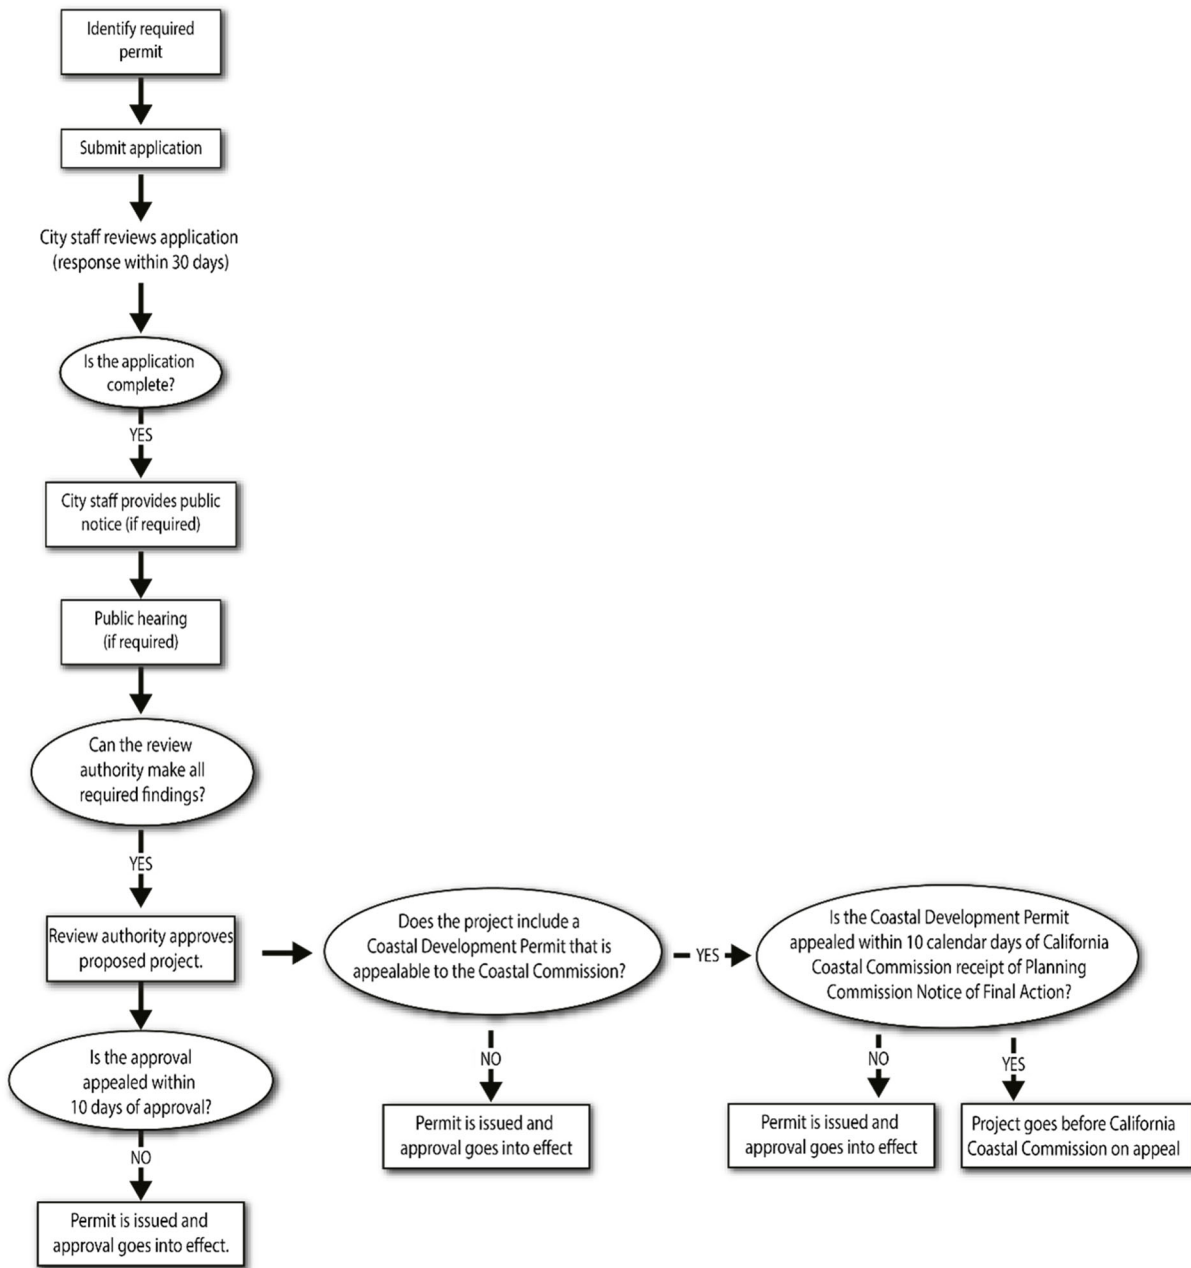 Identify required
permit
Submit application
City staff reviews application
(response within 30 days)
Is the application
complete?
YES
City staff provides public
notice (if required)
Public hearing
(if required)
Can the review
authority make all
required findings?
YES
Review authority approves
proposed project.
Is the approval
appealed within
10 days of approval?
NO
Permit is issued and
approval goes into effect.
Does the project include a
Coastal Development Permit that is
appealable to the Coastal Commission?
NO
Permit is issued and
approval goes into effect
YES
Is the Coastal Development Permit
appealed within 10 calendar days of California
Coastal Commission receipt of Planning
Commission Notice of Final Action?
NO
Permit is issued and
approval goes into effect
YES
Project goes before California
Coastal Commission on appeal